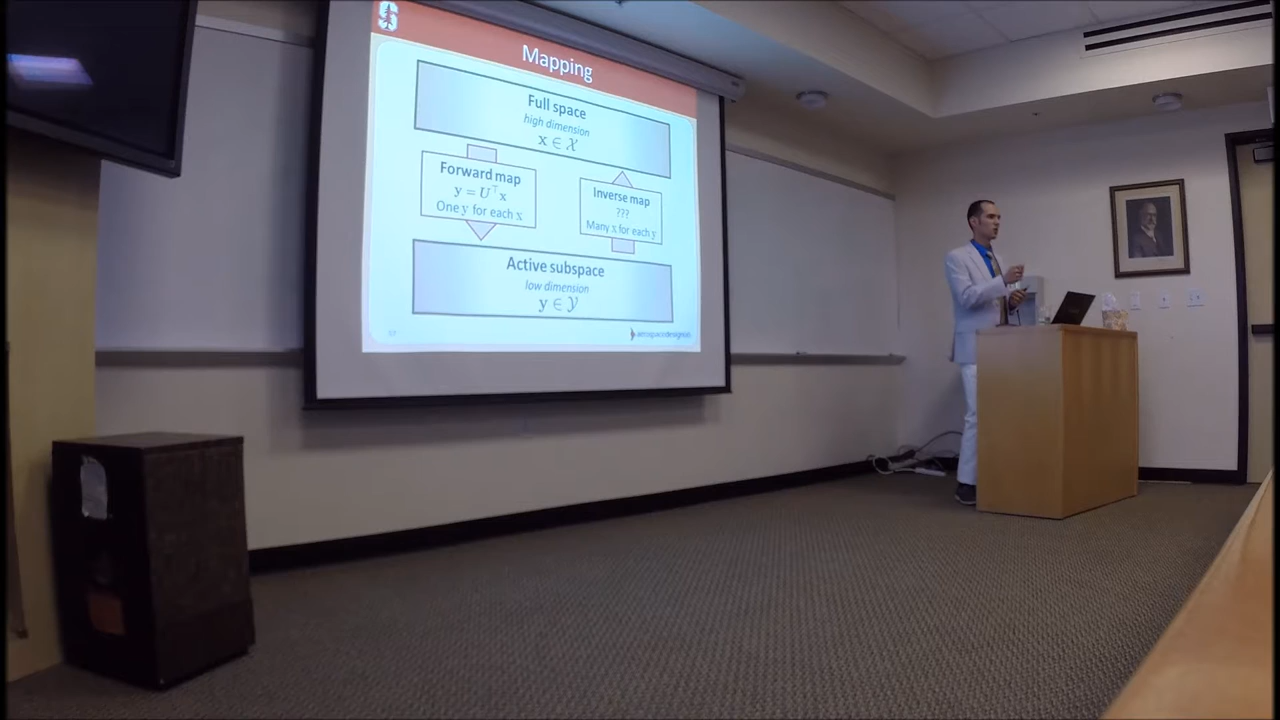 Mapping
Full space
high dimension
x ∈ 𝒳
Forward map
y = U⊤x
One y for each x
Inverse map
???
Many x for each y
Active subspace
low dimension
y ∈ 𝒴
aerospacedesignlab